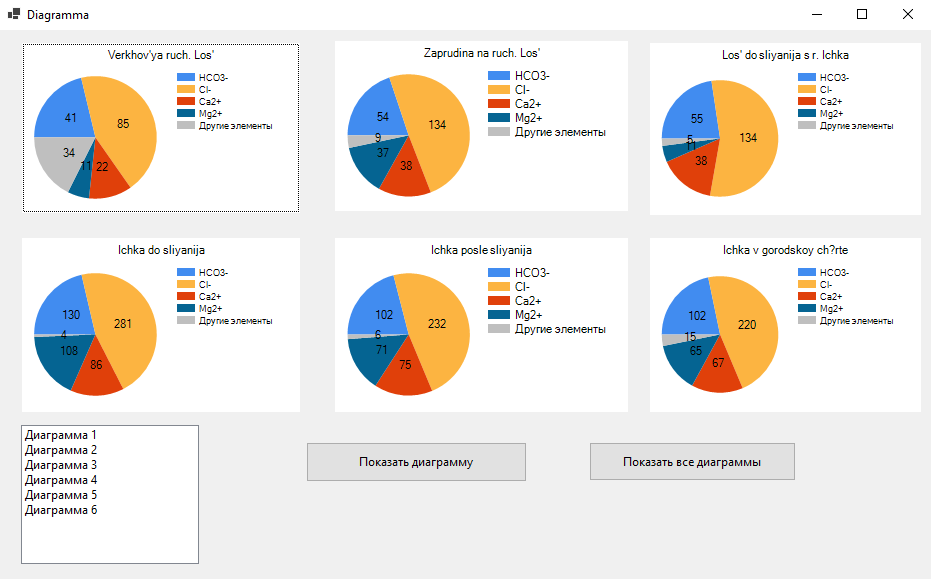 Diagramma
Verkhov'ya ruch. Los'
HCO3-
Cl-
Ca2+
Mg2+
Другие элементы
41
85
34
11
22
Zaprudina na ruch. Los'
HCO3-
Cl-
Ca2+
Mg2+
Другие элементы
54
134
9
37
38
Los' do sliyanija s r. Ichka
HCO3-
Cl-
Ca2+
Mg2+
Другие элементы
55
134
5
11
38
Ichka do sliyanija
HCO3-
Cl-
Ca2+
Mg2+
Другие элементы
130
281
4
108
86
Ichka posle sliyanija
HCO3-
Cl-
Ca2+
Mg2+
Другие элементы
102
232
6
71
75
Ichka v gorodskoy ch?rte
HCO3-
Cl-
Ca2+
Mg2+
Другие элементы
102
220
15
65
67
Диаграмма 1
Диаграмма 2
Диаграмма 3
Диаграмма 4
Диаграмма 5
Диаграмма 6
Показать диаграмму
Показать все диаграммы